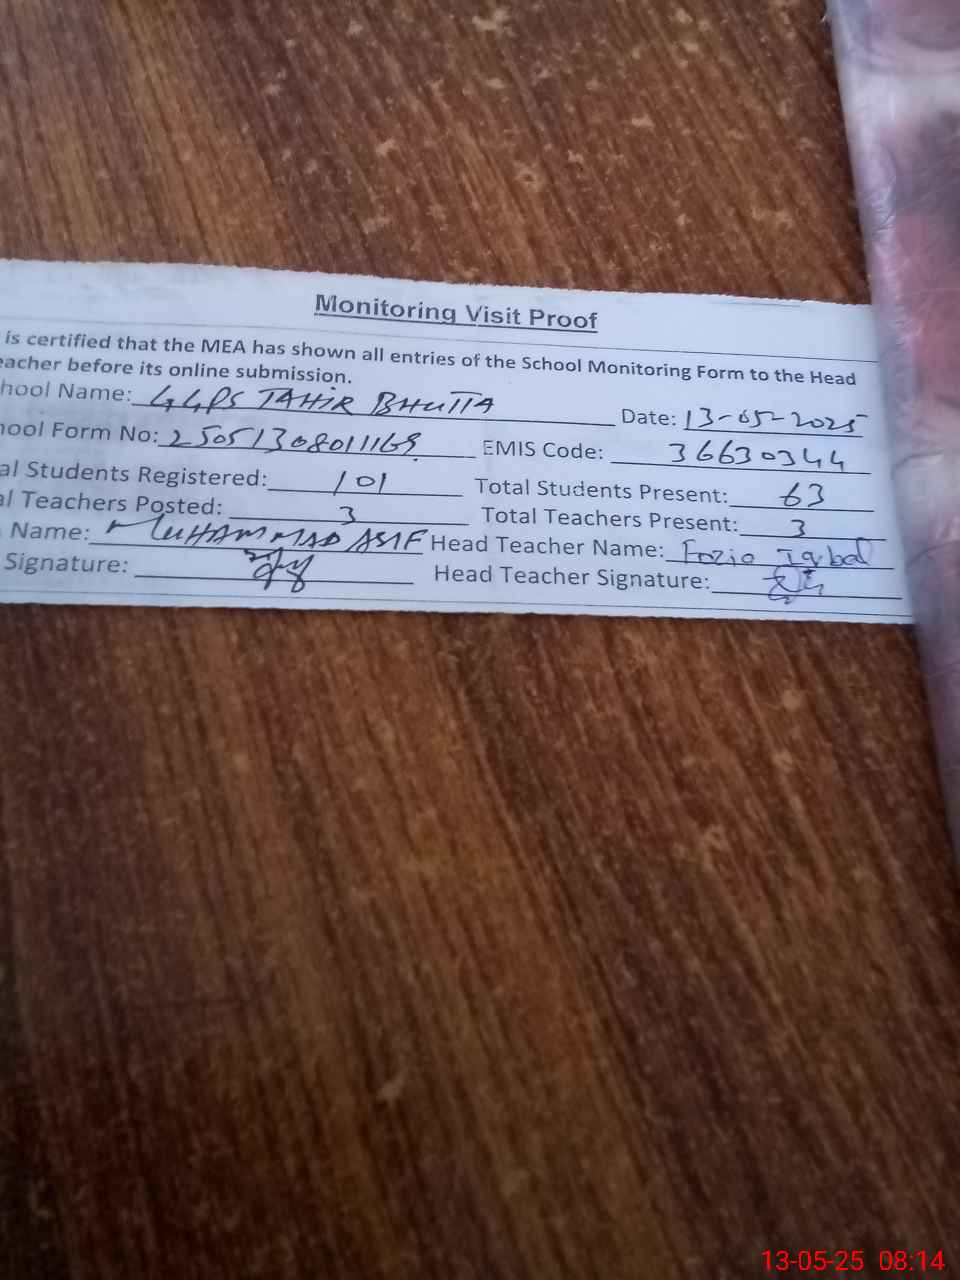 Monitoring Visit Proof
is certified that the MEA has shown all entries of the School Monitoring Form to the Head
eacher before its online submission.
hool Name: GGPS TAHIR BHUTTA Date: 13-05-2025
hool Form No: 25051308011169 EMIS Code: 36630344
al Students Registered: 101 Total Students Present: 63
al Teachers Posted: 3 Total Teachers Present: 3
Name: MUHAMMAD ASIF Head Teacher Name: Fozia Iqbal
Signature: Head Teacher Signature:
13-05-25 08:14